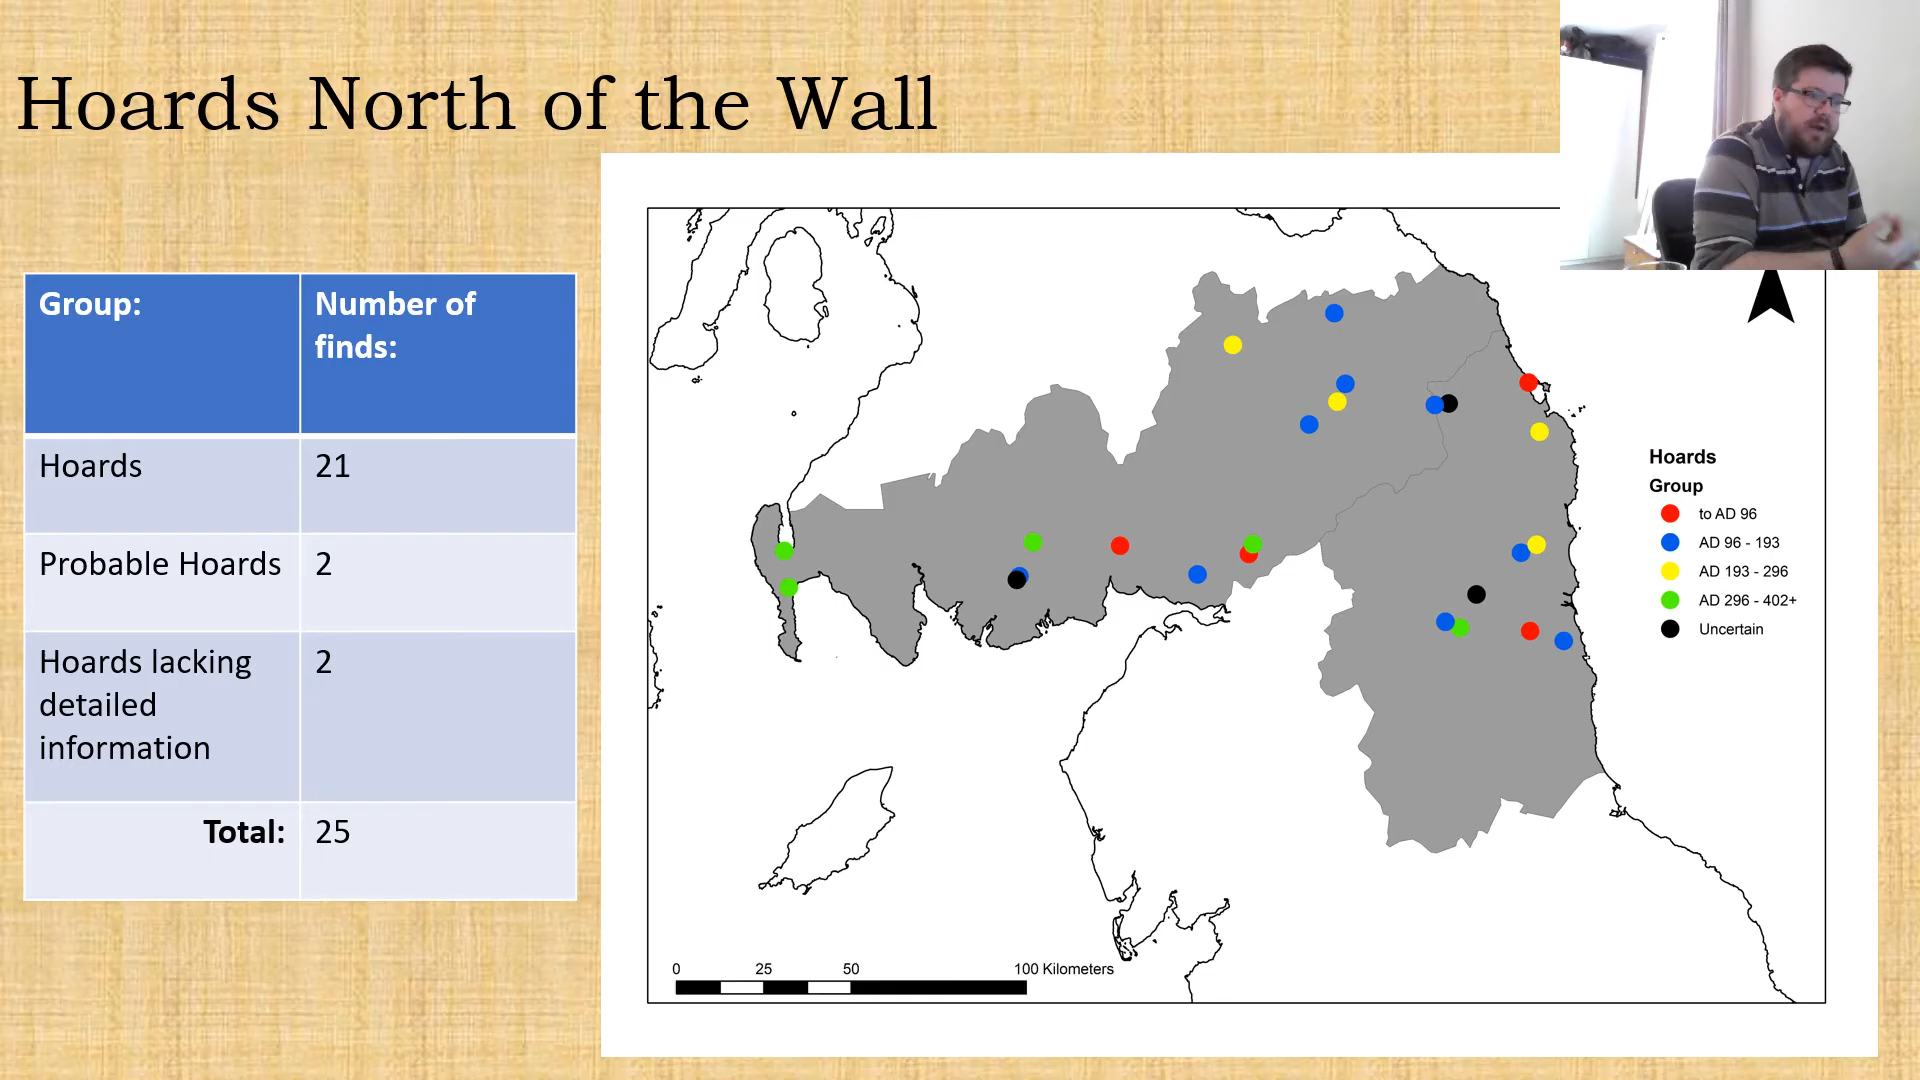 Hoards North of the Wall
Group:
Number of
finds:
Hoards
21
Probable Hoards
2
Hoards lacking
detailed
information
2
Total:
25
Hoards
Group
to AD 96
AD 96 - 193
AD 193 - 296
AD 296 - 402+
Uncertain
0
25
50
100 Kilometers